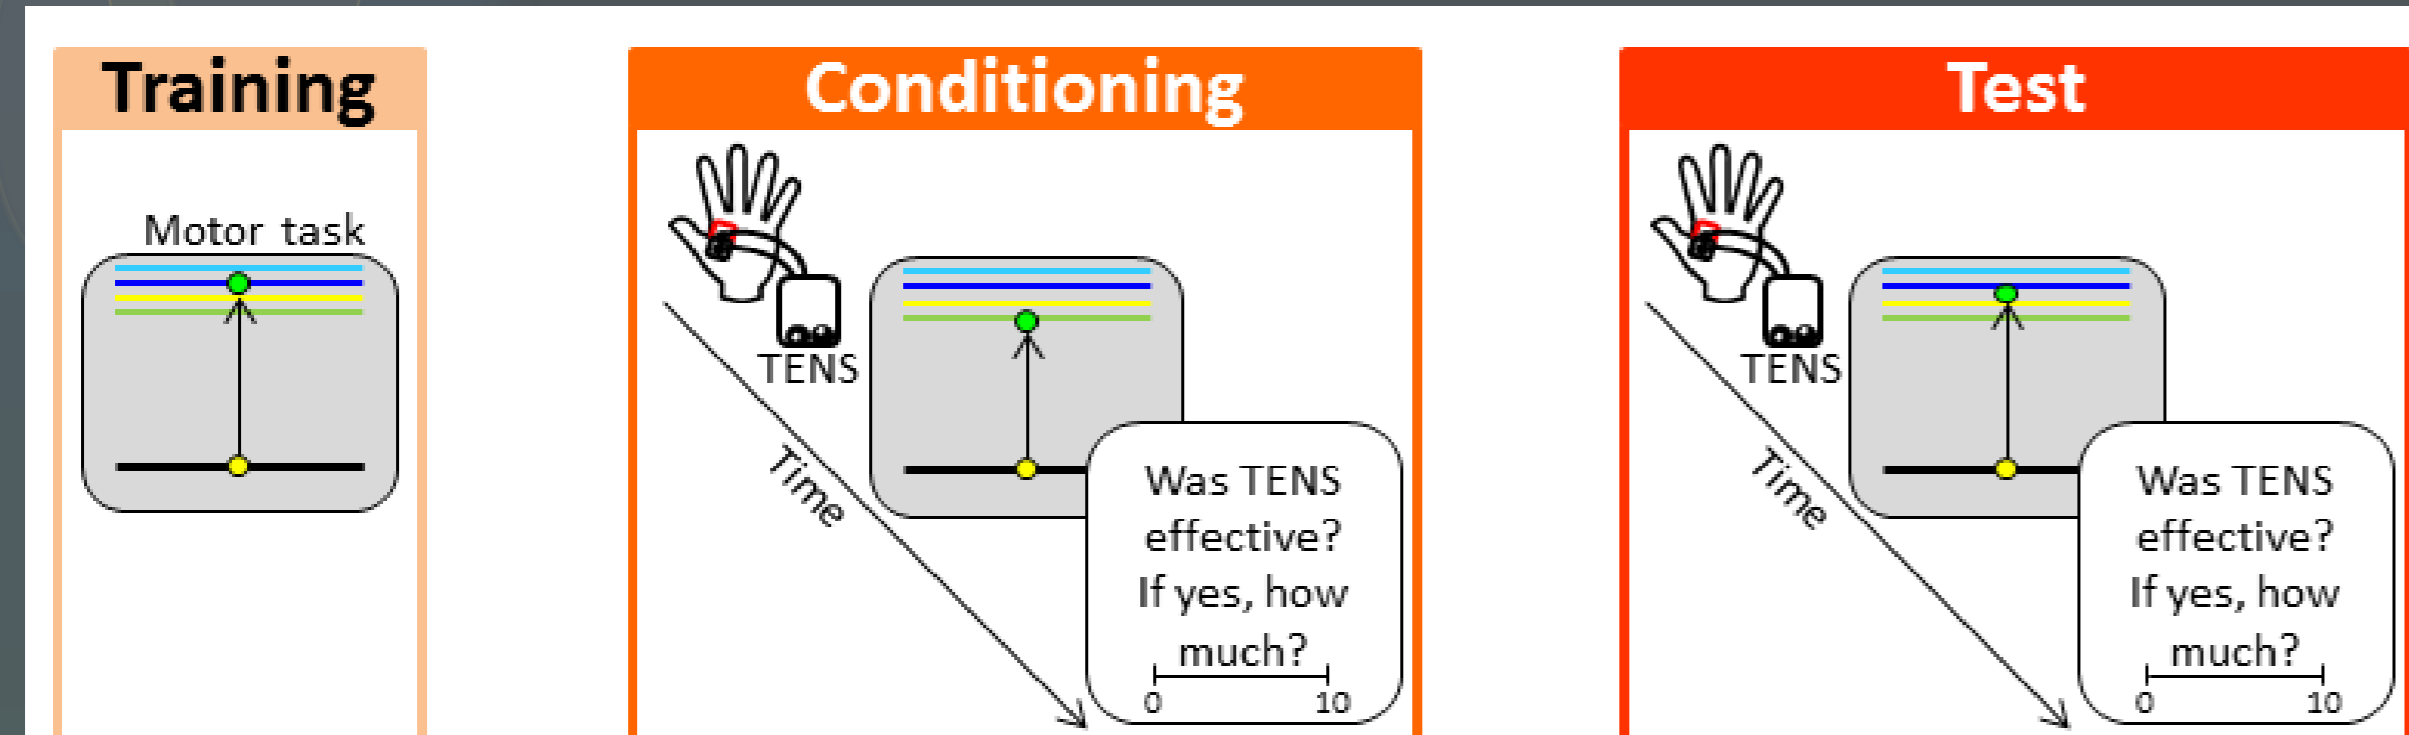 Training
Motor task
Conditioning
TENS
Time
Was TENS
effective?
If yes, how
much?
0 10
Test
TENS
Time
Was TENS
effective?
If yes, how
much?
0 10